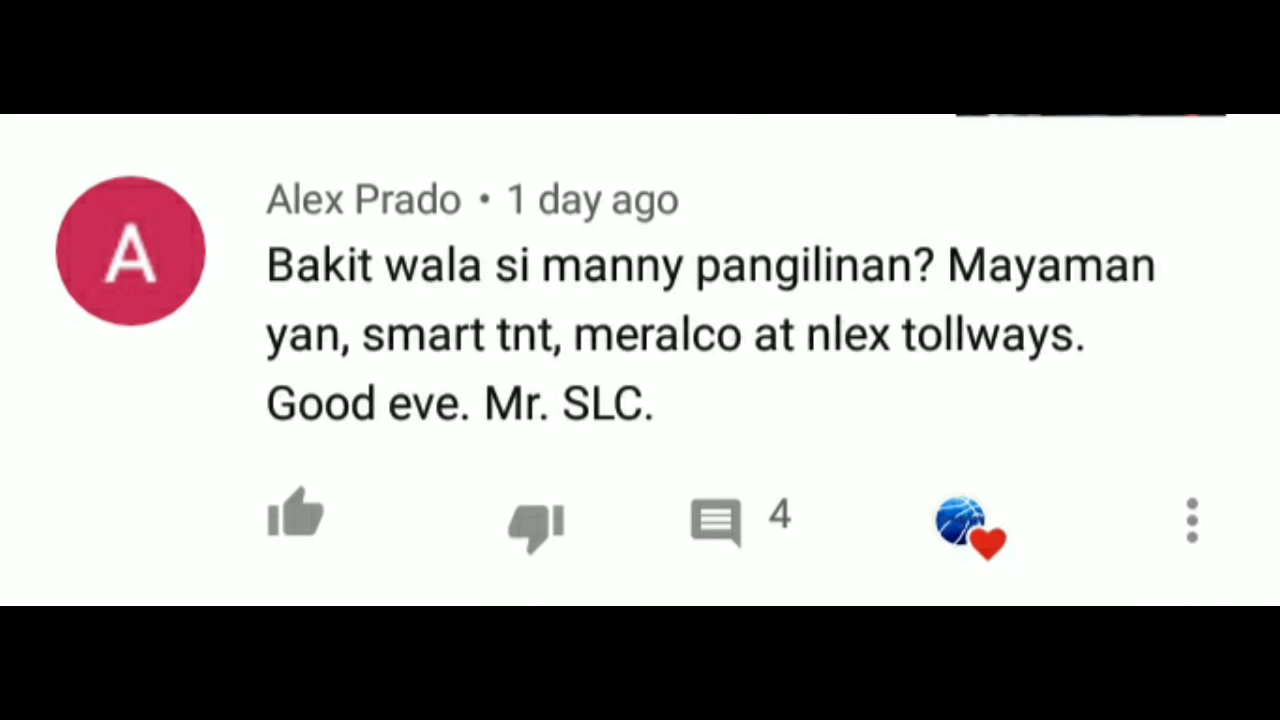 A
Alex Prado • 1 day ago
Bakit wala si manny pangilinan? Mayaman
yan, smart tnt, meralco at nlex tollways.
Good eve. Mr. SLC.
4